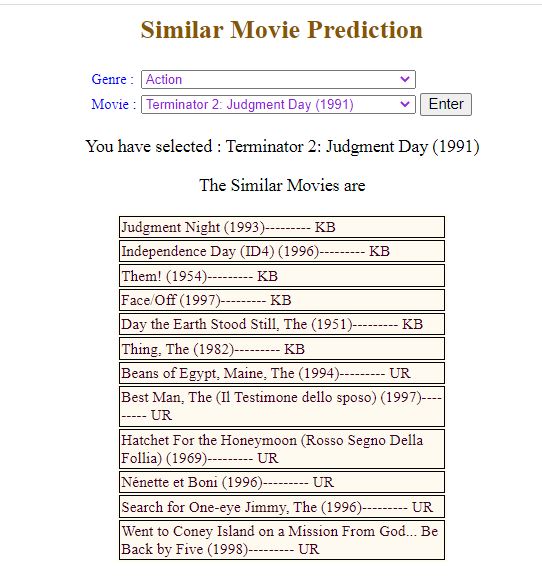 Similar Movie Prediction
Genre : Action
Movie : Terminator 2: Judgment Day (1991) Enter
You have selected : Terminator 2: Judgment Day (1991)
The Similar Movies are
Judgment Night (1993)--------- KB
Independence Day (ID4) (1996)--------- KB
Them! (1954)--------- KB
Face/Off (1997)--------- KB
Day the Earth Stood Still, The (1951)--------- KB
Thing, The (1982)--------- KB
Beans of Egypt, Maine, The (1994)--------- UR
Best Man, The (Il Testimone dello sposo) (1997)----
----- UR
Hatchet For the Honeymoon (Rosso Segno Della
Follia) (1969)--------- UR
Nénette et Boni (1996)--------- UR
Search for One-eye Jimmy, The (1996)--------- UR
Went to Coney Island on a Mission From God... Be
Back by Five (1998)--------- UR